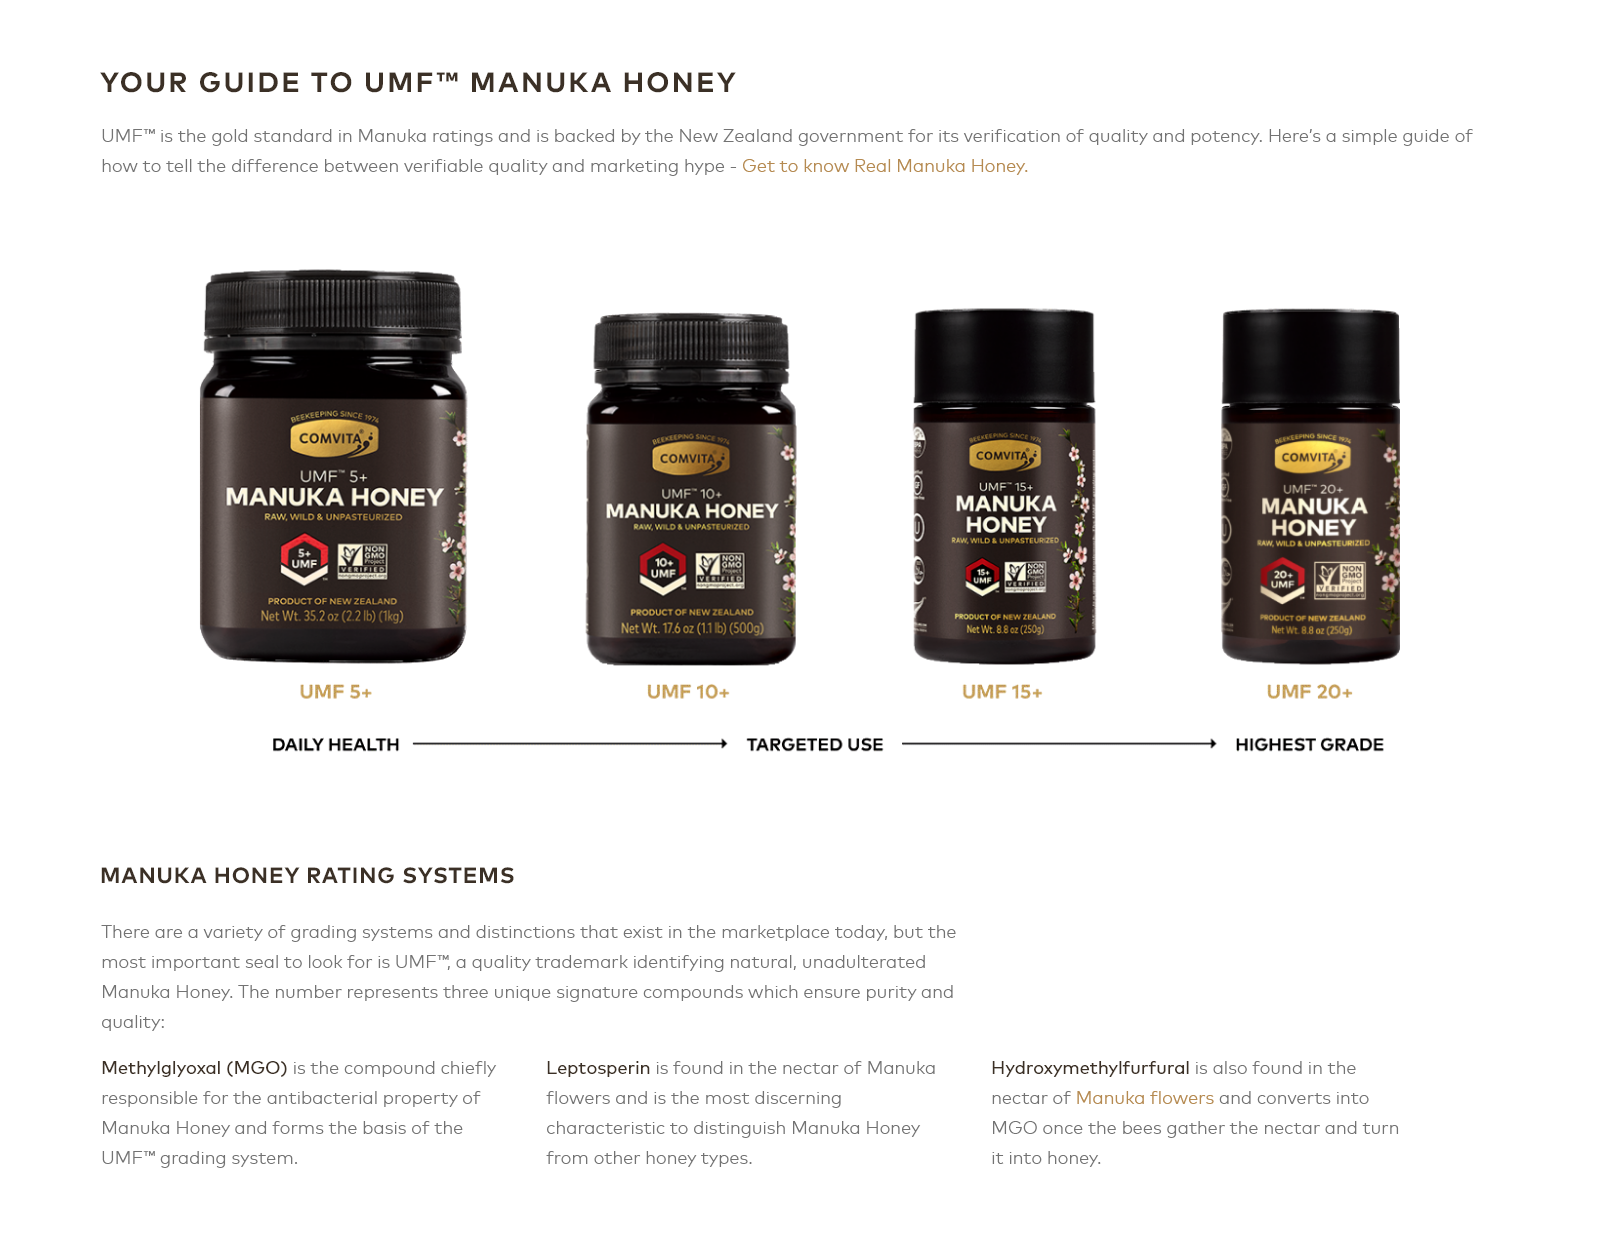 YOUR GUIDE TO UMF™ MANUKA HONEY
UMF™ is the gold standard in Manuka ratings and is backed by the New Zealand government for its verification of quality and potency. Here’s a simple guide of
how to tell the difference between verifiable quality and marketing hype - Get to know Real Manuka Honey.
BEEKEEPING SINCE 1974
COMVITA®
UMF™ 5+
MANUKA HONEY
RAW, WILD & UNPASTEURIZED
5+
UMF
NON
GMO
Project
VERIFIED
nongmoproject.org
PRODUCT OF NEW ZEALAND
Net Wt. 35.2 oz (2.2 lb) (1kg)
BEEKEEPING SINCE 1974
COMVITA
UMF™ 10+
MANUKA HONEY
RAW, WILD & UNPASTEURIZED
10+
UMF
NON
GMO
Project
VERIFIED
nongmoproject.org
PRODUCT OF NEW ZEALAND
Net Wt. 17.6 oz (1.1 lb) (500g)
BEEKEEPING SINCE 1974
COMVITA
UMF™ 15+
MANUKA
HONEY
RAW, WILD & UNPASTEURIZED
15+
UMF
NON
GMO
Project
VERIFIED
nongmoproject.org
PRODUCT OF NEW ZEALAND
Net Wt. 8.8 oz (250g)
BEEKEEPING SINCE 1974
COMVITA
UMF™ 20+
MANUKA
HONEY
RAW, WILD & UNPASTEURIZED
20+
UMF
NON
GMO
Project
VERIFIED
nongmoproject.org
PRODUCT OF NEW ZEALAND
Net Wt. 8.8 oz (250g)
UMF 5+
UMF 10+
UMF 15+
UMF 20+
DAILY HEALTH
TARGETED USE
HIGHEST GRADE
MANUKA HONEY RATING SYSTEMS
There are a variety of grading systems and distinctions that exist in the marketplace today, but the
most important seal to look for is UMF™, a quality trademark identifying natural, unadulterated
Manuka Honey. The number represents three unique signature compounds which ensure purity and
quality:
Methylglyoxal (MGO) is the compound chiefly
responsible for the antibacterial property of
Manuka Honey and forms the basis of the
UMF™ grading system.
Leptosperin is found in the nectar of Manuka
flowers and is the most discerning
characteristic to distinguish Manuka Honey
from other honey types.
Hydroxymethylfurfural is also found in the
nectar of Manuka flowers and converts into
MGO once the bees gather the nectar and turn
it into honey.